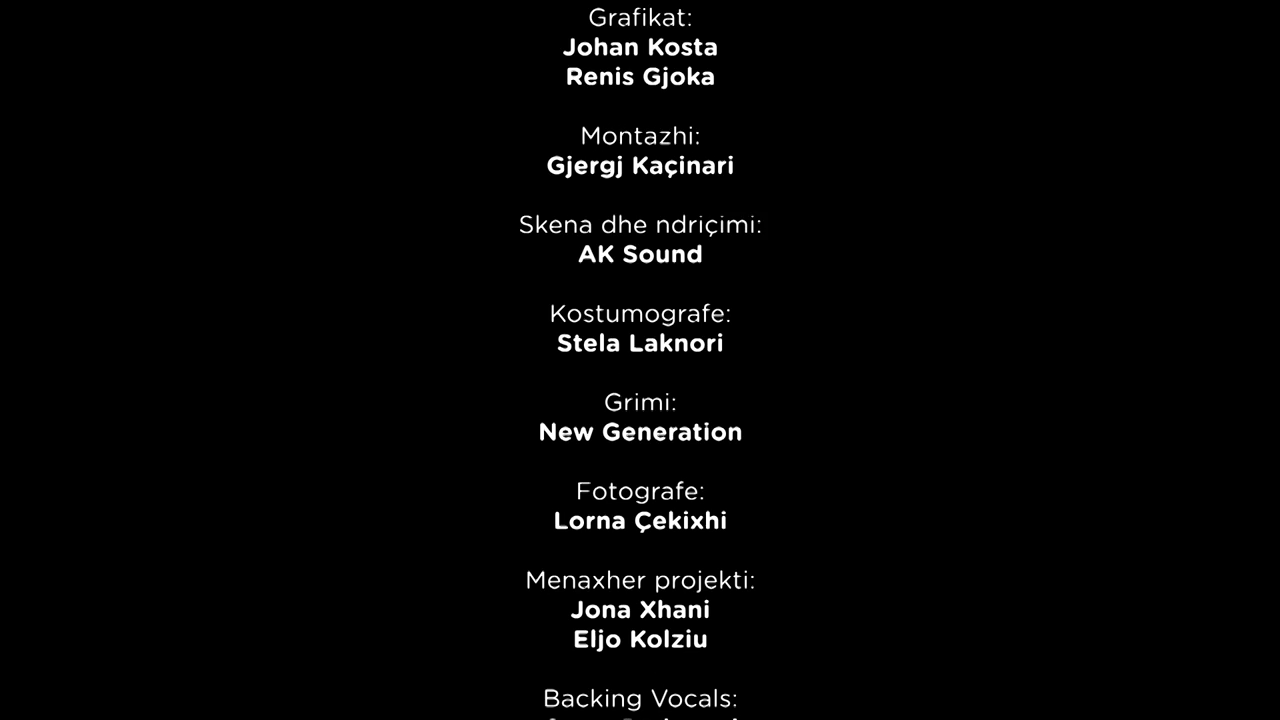 Grafikat:
Johan Kosta
Renis Gjoka
Montazhi:
Gjergj Kaçinari
Skena dhe ndriçimi:
AK Sound
Kostumografe:
Stela Laknori
Grimi:
New Generation
Fotografe:
Lorna Çekixhi
Menaxher projekti:
Jona Xhani
Eljo Kolziu
Backing Vocals: